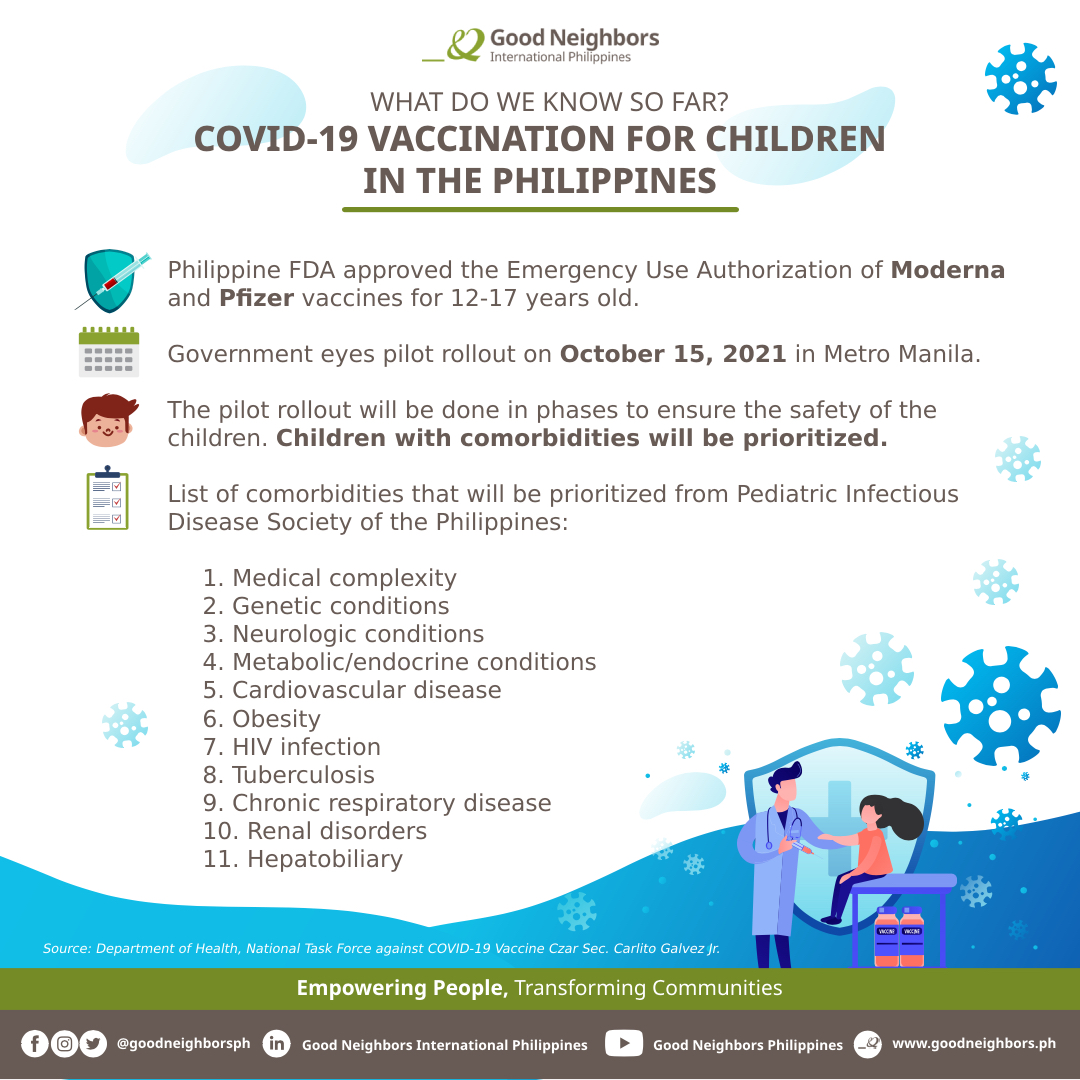 Good Neighbors
International Philippines
WHAT DO WE KNOW SO FAR?
COVID-19 VACCINATION FOR CHILDREN
IN THE PHILIPPINES
Philippine FDA approved the Emergency Use Authorization of Moderna
and Pfizer vaccines for 12-17 years old.
Government eyes pilot rollout on October 15, 2021 in Metro Manila.
The pilot rollout will be done in phases to ensure the safety of the
children. Children with comorbidities will be prioritized.
List of comorbidities that will be prioritized from Pediatric Infectious
Disease Society of the Philippines:
1. Medical complexity
2. Genetic conditions
3. Neurologic conditions
4. Metabolic/endocrine conditions
5. Cardiovascular disease
6. Obesity
7. HIV infection
8. Tuberculosis
9. Chronic respiratory disease
10. Renal disorders
11. Hepatobiliary
VACCINE VACCINE
Source: Department of Health, National Task Force against COVID-19 Vaccine Czar Sec. Carlito Galvez Jr.
Empowering People, Transforming Communities
@goodneighborsph Good Neighbors International Philippines Good Neighbors Philippines www.goodneighbors.ph